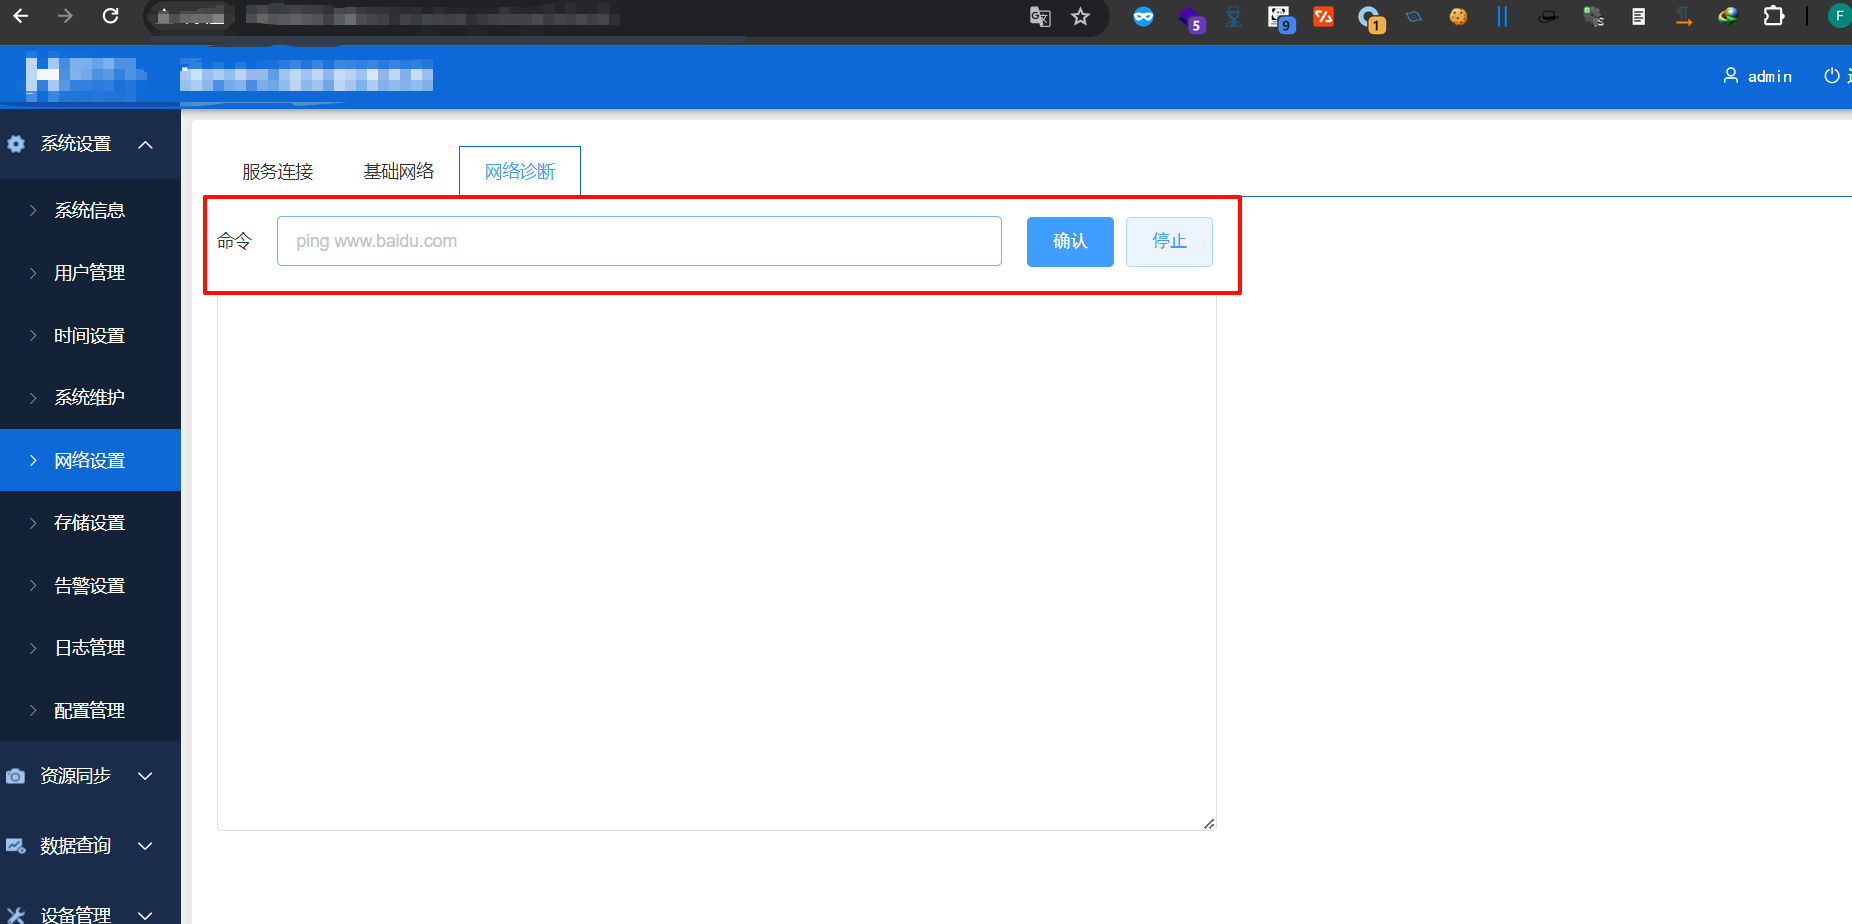 5
9
1
F
admin
系统设置
系统信息
用户管理
时间设置
系统维护
网络设置
存储设置
告警设置
日志管理
配置管理
资源同步
数据查询
设备管理
服务连接 基础网络 网络诊断
命令 ping www.baidu.com 确认 停止